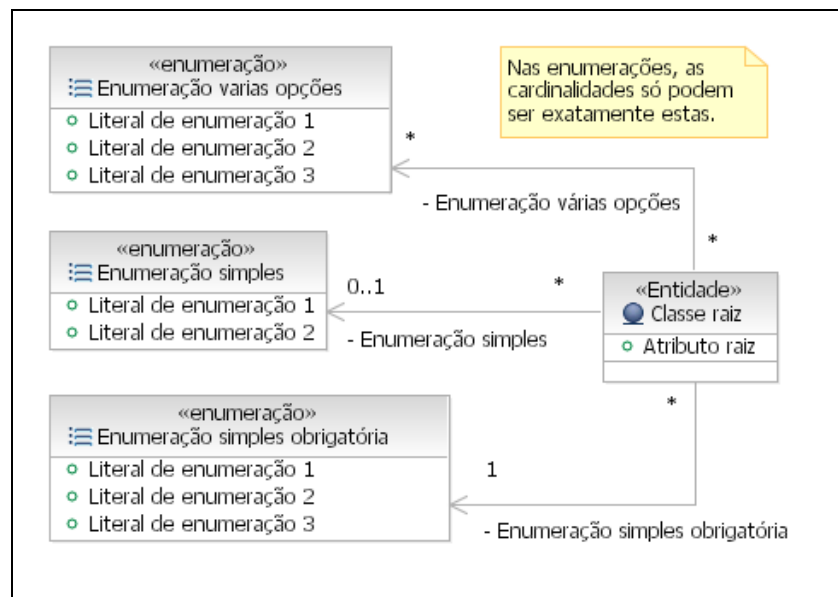 «enumeração»
Enumeração varias opções
Literal de enumeração 1
Literal de enumeração 2
Literal de enumeração 3
Nas enumerações, as
cardinalidades só podem
ser exatamente estas.
*
- Enumeração várias opções
*
«enumeração»
Enumeração simples
Literal de enumeração 1
Literal de enumeração 2
0..1
*
- Enumeração simples
«Entidade»
Classe raiz
Atributo raiz
*
«enumeração»
Enumeração simples obrigatória
Literal de enumeração 1
Literal de enumeração 2
Literal de enumeração 3
1
- Enumeração simples obrigatória